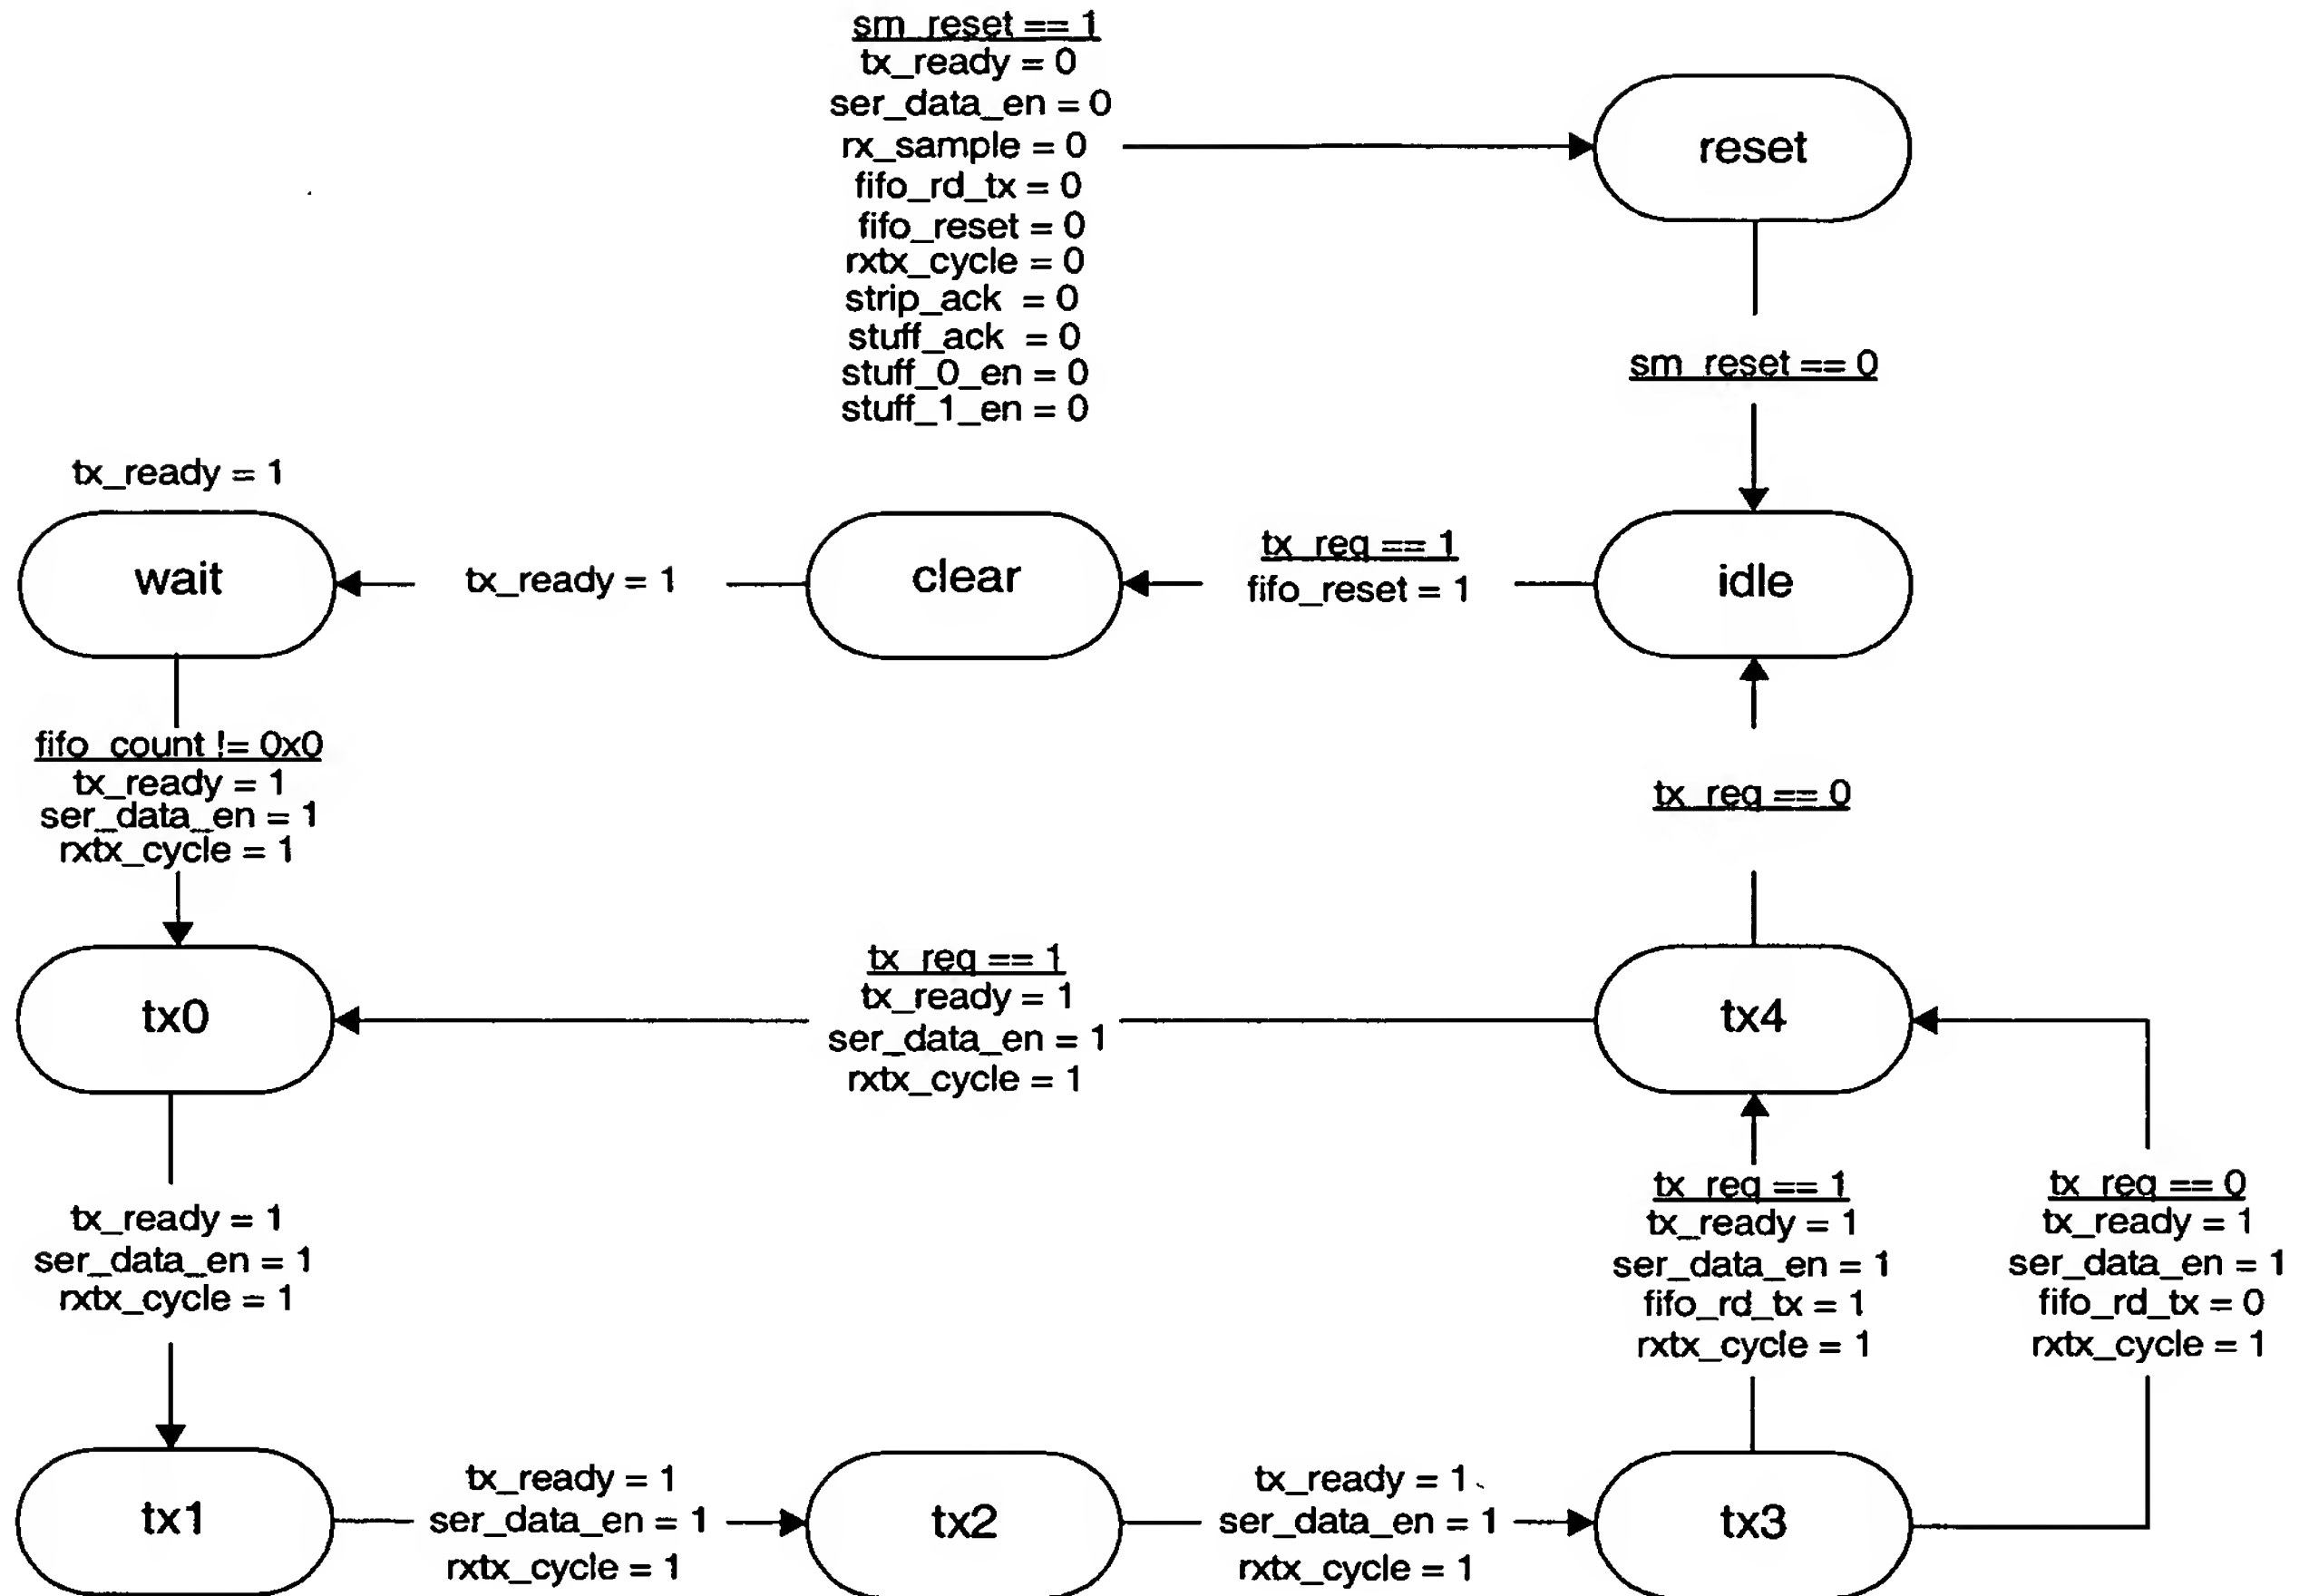 sm_reset == 1
tx_ready = 0
ser_data_en = 0
rx_sample = 0
fifo_rd_tx = 0
fifo_reset = 0
rxtx_cycle = 0
strip_ack = 0
stuff_ack = 0
stuff_0_en = 0
stuff_1_en = 0
reset
sm_reset == 0
tx_ready = 1
wait
tx_ready = 1
clear
tx_req == 1
fifo_reset = 1
idle
fifo_count != 0x0
tx_ready = 1
ser_data_en = 1
rxtx_cycle = 1
tx_req == 0
tx0
tx_req == 1
tx_ready = 1
ser_data_en = 1
rxtx_cycle = 1
tx4
tx_ready = 1
ser_data_en = 1
rxtx_cycle = 1
tx_req == 1
tx_ready = 1
ser_data_en = 1
fifo_rd_tx = 1
rxtx_cycle = 1
tx_req == 0
tx_ready = 1
ser_data_en = 1
fifo_rd_tx = 0
rxtx_cycle = 1
tx1
tx_ready = 1
ser_data_en = 1
rxtx_cycle = 1
tx2
tx_ready = 1
ser_data_en = 1
rxtx_cycle = 1
tx3